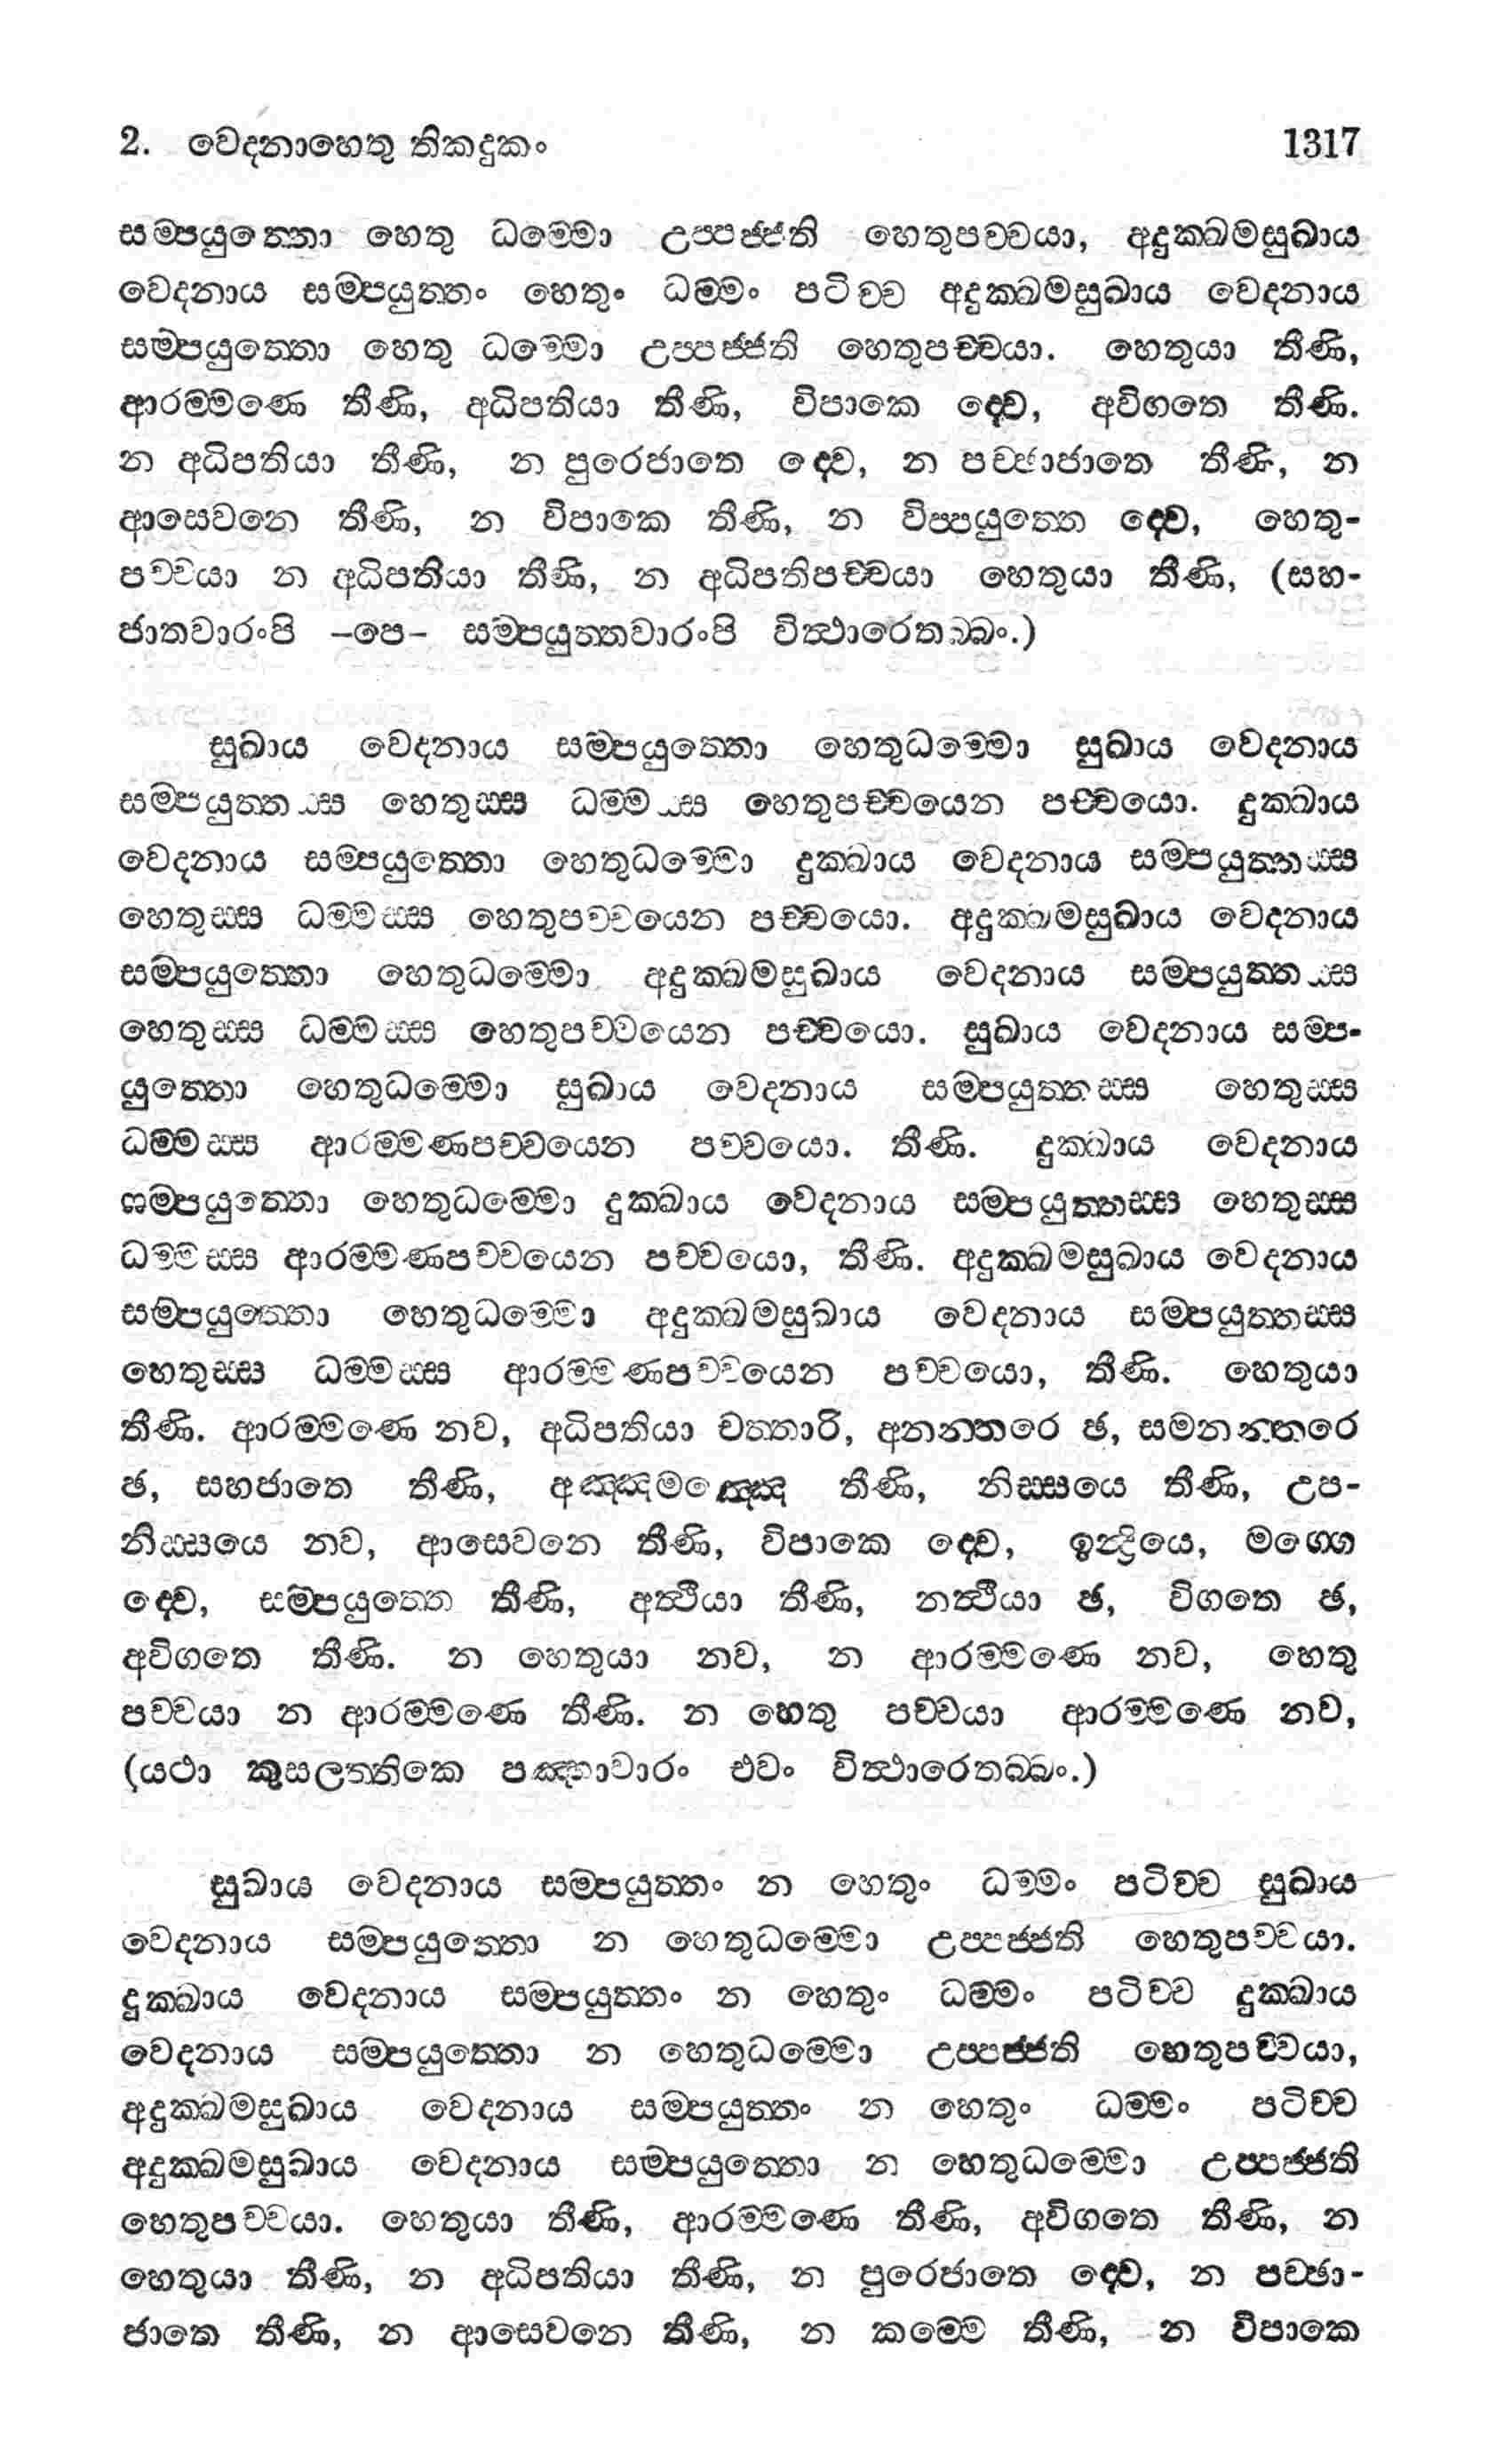 2. වෙදනාහෙතු තිකදුකං 1317
සම්පයුත්තො හෙතු ධම්මො උප්පජ්ජති හෙතුපච්චයා, අදුක්ඛමසුඛාය
වෙදනාය සම්පයුත්තං හෙතුං ධම්මං පටිච්ච අදුක්ඛමසුඛාය වෙදනාය
සම්පයුත්තො හෙතු ධම්මො උප්පජ්ජති හෙතුපච්චයා. හෙතුයා තීණි,
ආරම්මණෙ තීණි, අධිපතියා තීණි, විපාකෙ ද්වෙ, අවිගතෙ තීණි.
න අධිපතියා තීණි, න පුරෙජාතෙ ද්වෙ, න පච්ඡාජාතෙ තීණි, න
ආසෙවනෙ තීණි, න විපාකෙ තීණි, න විප්පයුත්තෙ ද්වෙ, හෙතු-
පච්චයා න අධිපතියා තීණි, න අධිපතිපච්චයා හෙතුයා තීණි, (සහ-
ජාතවාරංපි –පෙ– සම්පයුත්තවාරංපි විත්ථාරෙතබ්බං.)
සුඛාය වෙදනාය සම්පයුත්තො හෙතුධම්මො සුඛාය වෙදනාය
සම්පයුත්තස්ස හෙතුස්ස ධම්මස්ස හෙතුපච්චයෙන පච්චයො. දුක්ඛාය
වෙදනාය සම්පයුත්තො හෙතුධම්මො දුක්ඛාය වෙදනාය සම්පයුත්තස්ස
හෙතුස්ස ධම්මස්ස හෙතුපච්චයෙන පච්චයො. අදුක්ඛමසුඛාය වෙදනාය
සම්පයුත්තො හෙතුධම්මො අදුක්ඛමසුඛාය වෙදනාය සම්පයුත්තස්ස
හෙතුස්ස ධම්මස්ස හෙතුපච්චයෙන පච්චයො. සුඛාය වෙදනාය සම්ප-
යුත්තො හෙතුධම්මො සුඛාය වෙදනාය සම්පයුත්තස්ස හෙතුස්ස
ධම්මස්ස ආරම්මණපච්චයෙන පච්චයො. තීණි. දුක්ඛාය වෙදනාය
සම්පයුත්තො හෙතුධම්මො දුක්ඛාය වෙදනාය සම්පයුත්තස්ස හෙතුස්ස
ධම්මස්ස ආරම්මණපච්චයෙන පච්චයො, තීණි. අදුක්ඛමසුඛාය වෙදනාය
සම්පයුත්තො හෙතුධම්මො අදුක්ඛමසුඛාය වෙදනාය සම්පයුත්තස්ස
හෙතුස්ස ධම්මස්ස ආරම්මණපච්චයෙන පච්චයො, තීණි. හෙතුයා
තීණි. ආරම්මණෙ නව, අධිපතියා චත්තාරි, අනන්තරෙ ඡ, සමනන්තරෙ
ඡ, සහජාතෙ තීණි, අඤ්ඤමඤ්ඤෙ තීණි, නිස්සයෙ තීණි, උප-
නිස්සයෙ නව, ආසෙවනෙ තීණි, විපාකෙ ද්වෙ, ඉන්ද්‍රියෙ, මග්ගෙ
ද්වෙ, සම්පයුත්තෙ තීණි, අත්ථියා තීණි, නත්ථියා ඡ, විගතෙ ඡ,
අවිගතෙ තීණි. න හෙතුයා නව, න ආරම්මණෙ නව, හෙතු
පච්චයා න ආරම්මණෙ තීණි. න හෙතු පච්චයා ආරම්මණෙ නව,
(යථා කුසලත්තිකෙ පඤ්හාවාරං එවං විත්ථාරෙතබ්බං.)
සුඛාය වෙදනාය සම්පයුත්තං න හෙතුං ධම්මං පටිච්ච සුඛාය
වෙදනාය සම්පයුත්තො න හෙතුධම්මො උප්පජ්ජති හෙතුපච්චයා.
දුක්ඛාය වෙදනාය සම්පයුත්තං න හෙතුං ධම්මං පටිච්ච දුක්ඛාය
වෙදනාය සම්පයුත්තො න හෙතුධම්මො උප්පජ්ජති හෙතුපච්චයා,
අදුක්ඛමසුඛාය වෙදනාය සම්පයුත්තං න හෙතුං ධම්මං පටිච්ච
අදුක්ඛමසුඛාය වෙදනාය සම්පයුත්තො න හෙතුධම්මො උප්පජ්ජති
හෙතුපච්චයා. හෙතුයා තීණි, ආරම්මණෙ තීණි, අවිගතෙ තීණි, න
හෙතුයා තීණි, න අධිපතියා තීණි, න පුරෙජාතෙ ද්වෙ, න පච්ඡා-
ජාතෙ තීණි, න ආසෙවනෙ තීණි, න කම්මෙ තීණි, න විපාකෙ